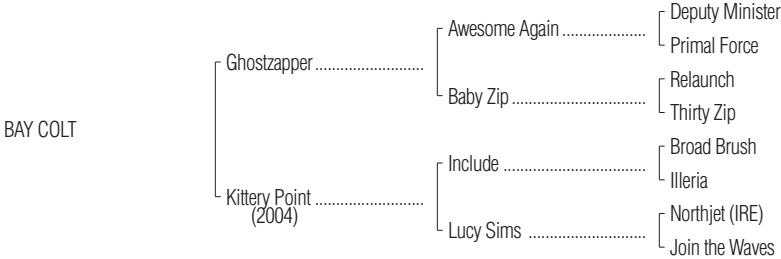 Deputy Minister
Awesome Again ....................
Primal Force
Ghostzapper ..........................
Relaunch
Baby Zip ................................
Thirty Zip
BAY COLT
Broad Brush
Include ..................................
Illeria
Kittery Point ..........................
(2004)
Northjet (IRE)
Lucy Sims ............................
Join the Waves